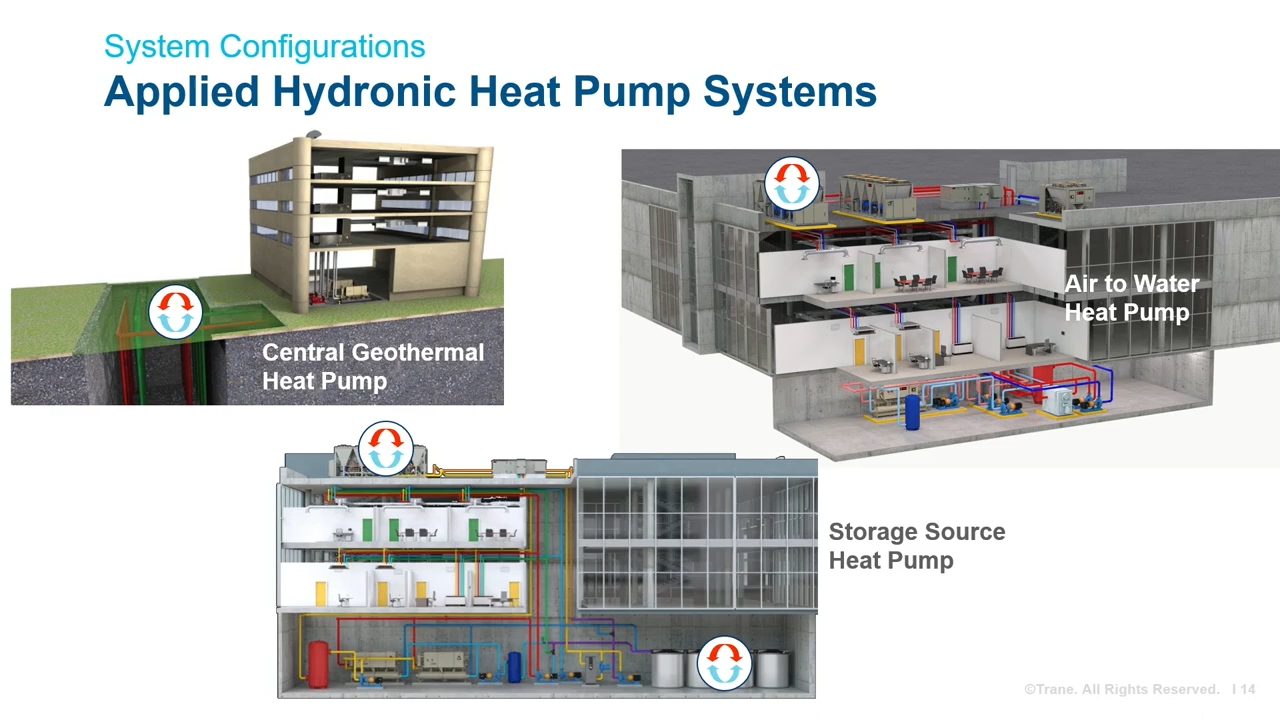 System Configurations
Applied Hydronic Heat Pump Systems
Central Geothermal
Heat Pump
Air to Water
Heat Pump
Storage Source
Heat Pump
©Trane. All Rights Reserved. I 14